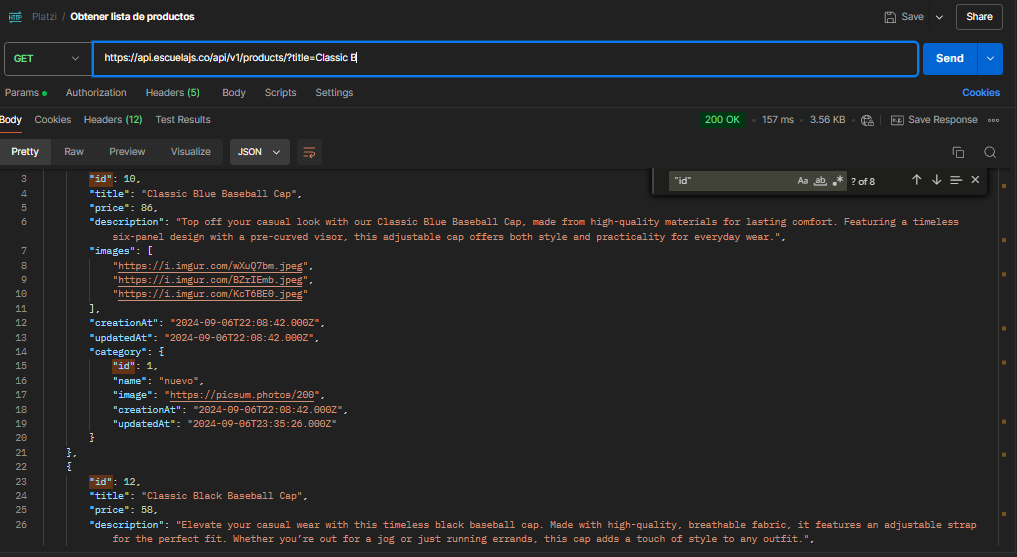 HTTP Platzi / Obtener lista de productos Save Share
GET https://api.escuelajs.co/api/v1/products/?title=Classic B Send
Params Authorization Headers (5) Body Scripts Settings Cookies
Body Cookies Headers (12) Test Results 200 OK 157 ms 3.56 KB Save Response
Pretty Raw Preview Visualize JSON
"id" Aa ab .* ? of 8
3 "id": 10,
4 "title": "Classic Blue Baseball Cap",
5 "price": 86,
6 "description": "Top off your casual look with our Classic Blue Baseball Cap, made from high-quality materials for lasting comfort. Featuring a timeless
six-panel design with a pre-curved visor, this adjustable cap offers both style and practicality for everyday wear.",
7 "images": [
8 "https://i.imgur.com/wXuQ7bm.jpeg",
9 "https://i.imgur.com/BZrIEmb.jpeg",
10 "https://i.imgur.com/KcT6BE0.jpeg"
11 ],
12 "creationAt": "2024-09-06T22:08:42.000Z",
13 "updatedAt": "2024-09-06T22:08:42.000Z",
14 "category": {
15 "id": 1,
16 "name": "nuevo",
17 "image": "https://picsum.photos/200",
18 "creationAt": "2024-09-06T22:08:42.000Z",
19 "updatedAt": "2024-09-06T23:35:26.000Z"
20 }
21 },
22 {
23 "id": 12,
24 "title": "Classic Black Baseball Cap",
25 "price": 58,
26 "description": "Elevate your casual wear with this timeless black baseball cap. Made with high-quality, breathable fabric, it features an adjustable strap
for the perfect fit. Whether you're out for a jog or just running errands, this cap adds a touch of style to any outfit.",